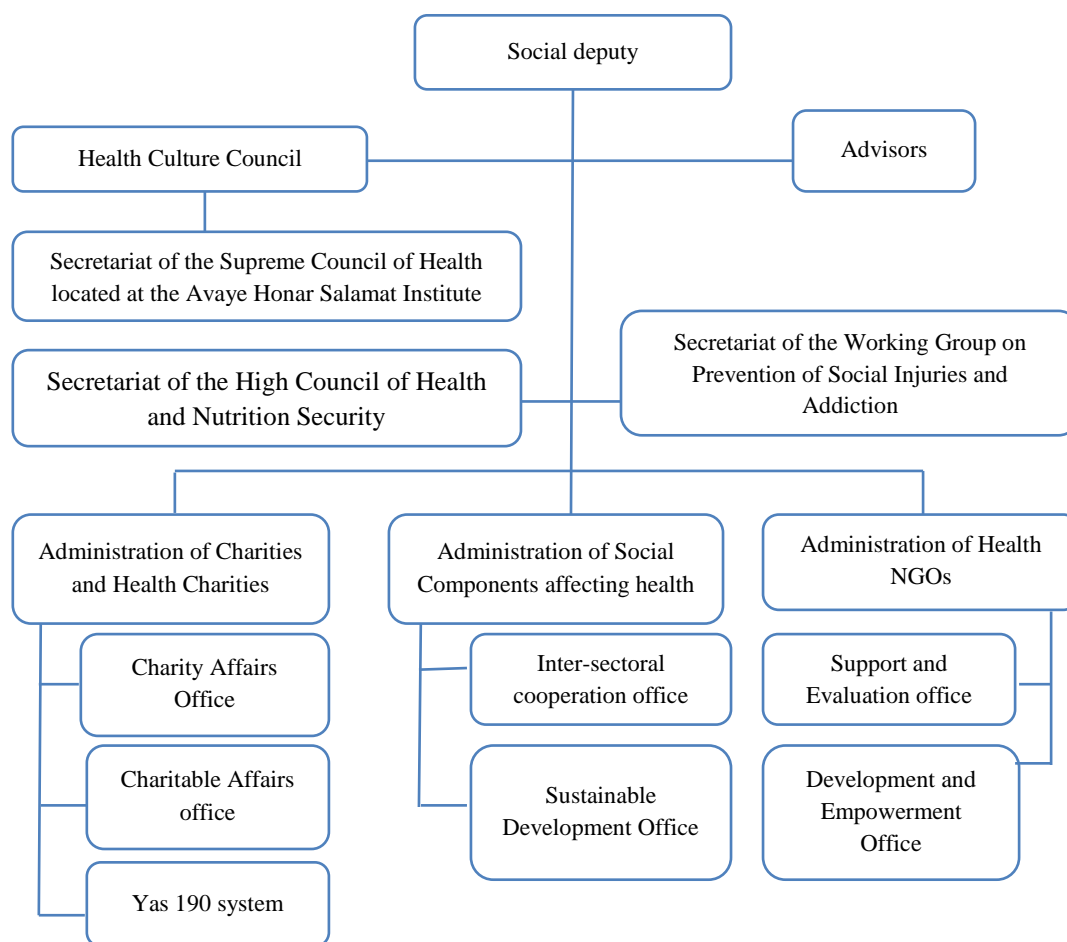 Social deputy
Health Culture Council
Advisors
Secretariat of the Supreme Council of Health
located at the Avaye Honar Salamat Institute
Secretariat of the High Council of Health
and Nutrition Security
Secretariat of the Working Group on
Prevention of Social Injuries and
Addiction
Administration of Charities
and Health Charities
Administration of Social
Components affecting health
Administration of Health
NGOs
Charity Affairs
Office
Inter-sectoral
cooperation office
Support and
Evaluation office
Charitable Affairs
office
Sustainable
Development Office
Development and
Empowerment
Office
Yas 190 system